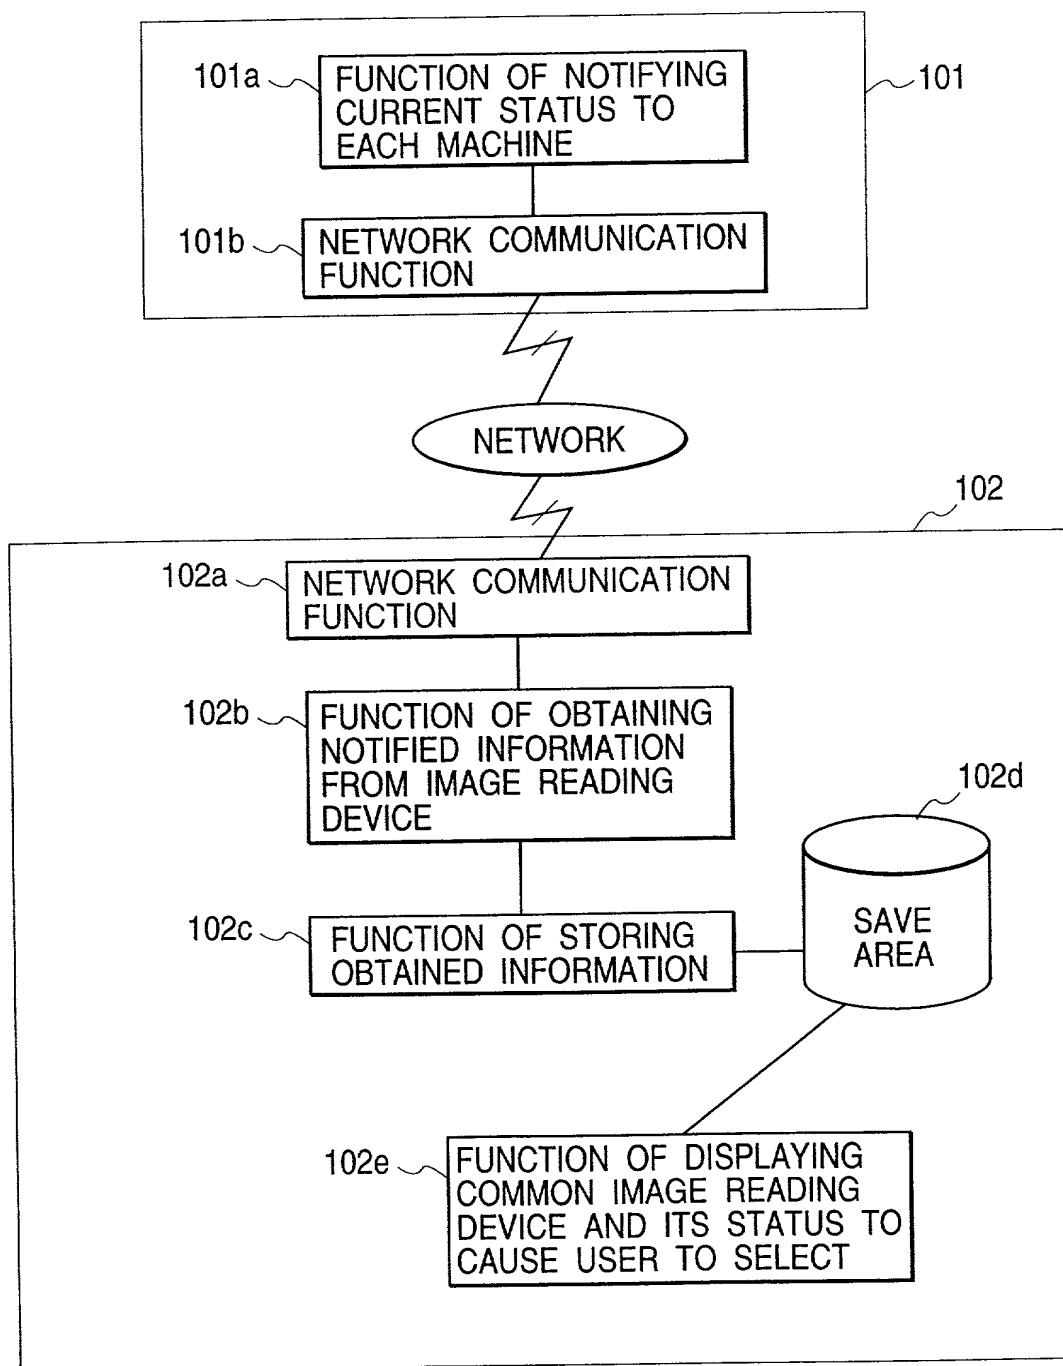 101a
FUNCTION OF NOTIFYING
CURRENT STATUS TO
EACH MACHINE
101
101b
NETWORK COMMUNICATION
FUNCTION
NETWORK
102
102a
NETWORK COMMUNICATION
FUNCTION
102b
FUNCTION OF OBTAINING
NOTIFIED INFORMATION
FROM IMAGE READING
DEVICE
102d
SAVE
AREA
102c
FUNCTION OF STORING
OBTAINED INFORMATION
102e
FUNCTION OF DISPLAYING
COMMON IMAGE READING
DEVICE AND ITS STATUS TO
CAUSE USER TO SELECT